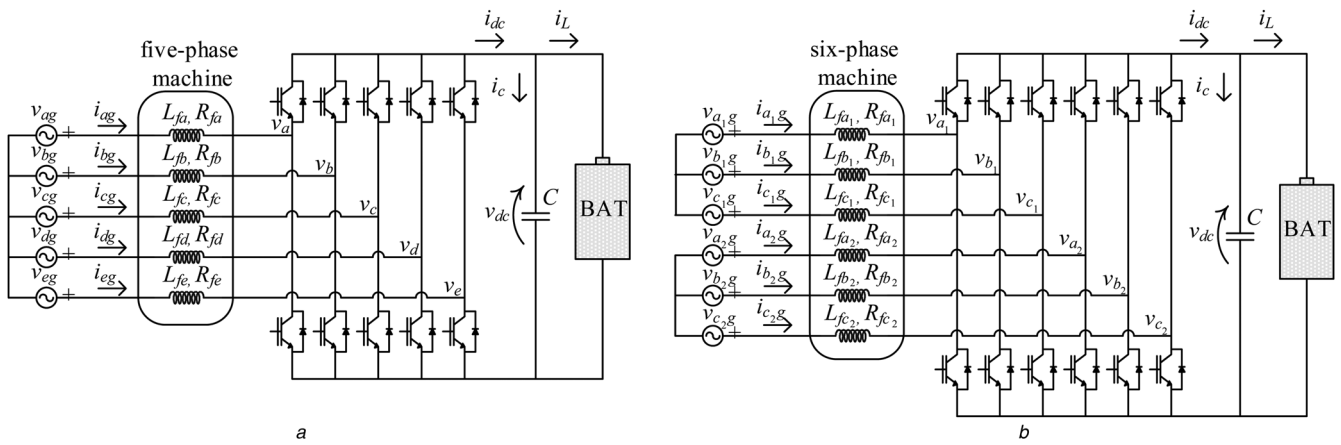 five-phase
machine
i_dc
i_L
i_c
v_ag
i_ag
L_fa, R_fa
v_a
v_bg
i_bg
L_fb, R_fb
v_b
v_cg
i_cg
L_fc, R_fc
v_c
v_dg
i_dg
L_fd, R_fd
v_d
v_eg
i_eg
L_fe, R_fe
v_e
v_dc
C
BAT
a
six-phase
machine
i_dc
i_L
i_c
v_a₁g
i_a₁g
L_fa₁, R_fa₁
v_a₁
v_b₁g
i_b₁g
L_fb₁, R_fb₁
v_b₁
v_c₁g
i_c₁g
L_fc₁, R_fc₁
v_c₁
v_a₂g
i_a₂g
L_fa₂, R_fa₂
v_a₂
v_b₂g
i_b₂g
L_fb₂, R_fb₂
v_b₂
v_c₂g
i_c₂g
L_fc₂, R_fc₂
v_c₂
v_dc
C
BAT
b